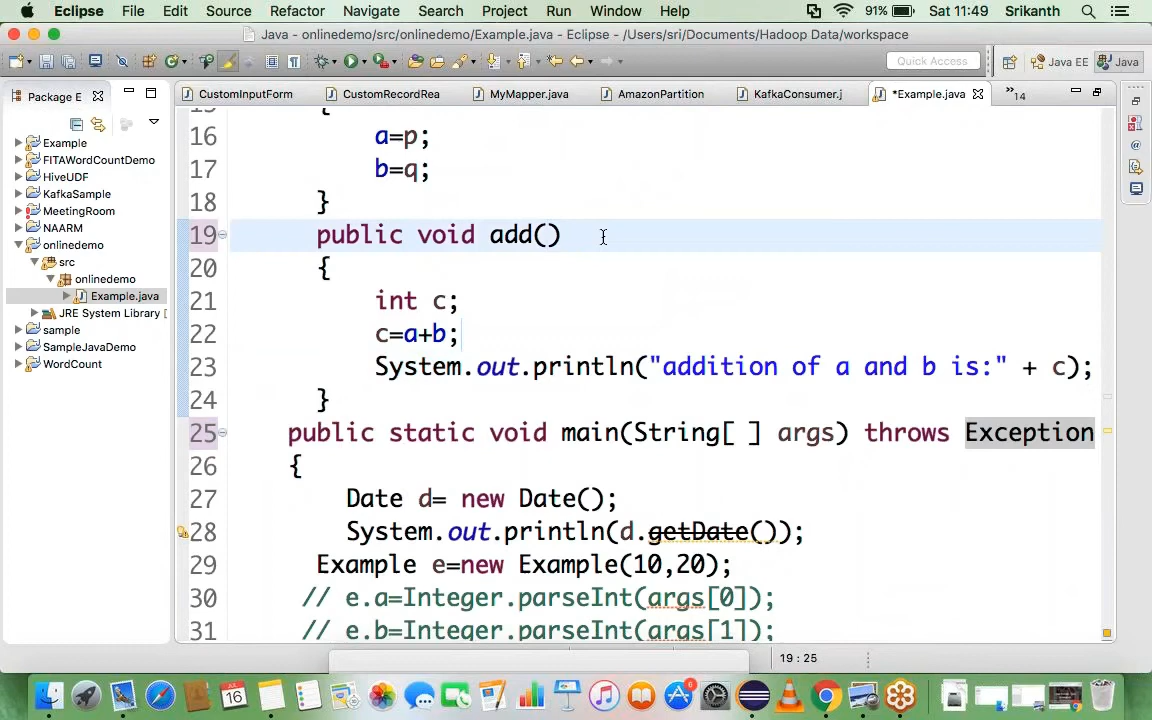 Eclipse File Edit Source Refactor Navigate Search Project Run Window Help 91% Sat 11:49 Srikanth
Java - onlinedemo/src/onlinedemo/Example.java - Eclipse - /Users/sri/Documents/Hadoop Data/workspace
Quick Access Java EE Java
Package E
CustomInputForm CustomRecordRea MyMapper.java AmazonPartition KafkaConsumer.j *Example.java »14
Example
FITAWordCountDemo
HiveUDF
KafkaSample
MeetingRoom
NAARM
onlinedemo
src
onlinedemo
Example.java
JRE System Library [
sample
SampleJavaDemo
WordCount
15 {
16 a=p;
17 b=q;
18 }
19 public void add()
20 {
21 int c;
22 c=a+b;
23 System.out.println("addition of a and b is:" + c);
24 }
25 public static void main(String[ ] args) throws Exception
26 {
27 Date d= new Date();
28 System.out.println(d.getDate());
29 Example e=new Example(10,20);
30 // e.a=Integer.parseInt(args[0]);
31 // e.b=Integer.parseInt(args[1]);
19 : 25
16
6